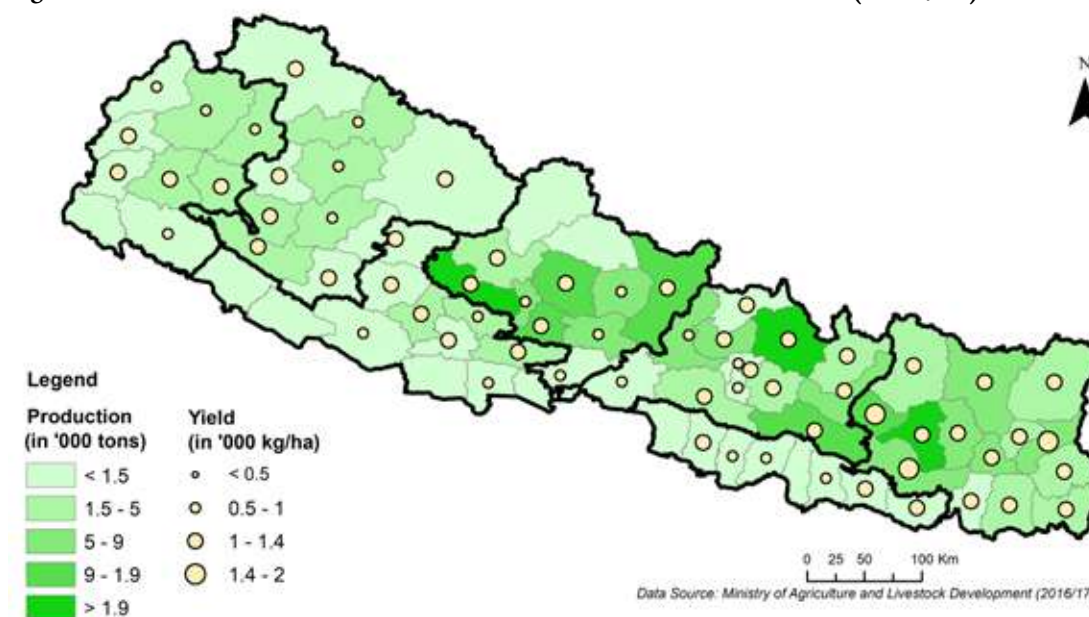 N
Legend
Production
(in '000 tons)
< 1.5
1.5 - 5
5 - 9
9 - 1.9
> 1.9
Yield
(in '000 kg/ha)
< 0.5
0.5 - 1
1 - 1.4
1.4 - 2
0 25 50 100 Km
Data Source: Ministry of Agriculture and Livestock Development (2016/17